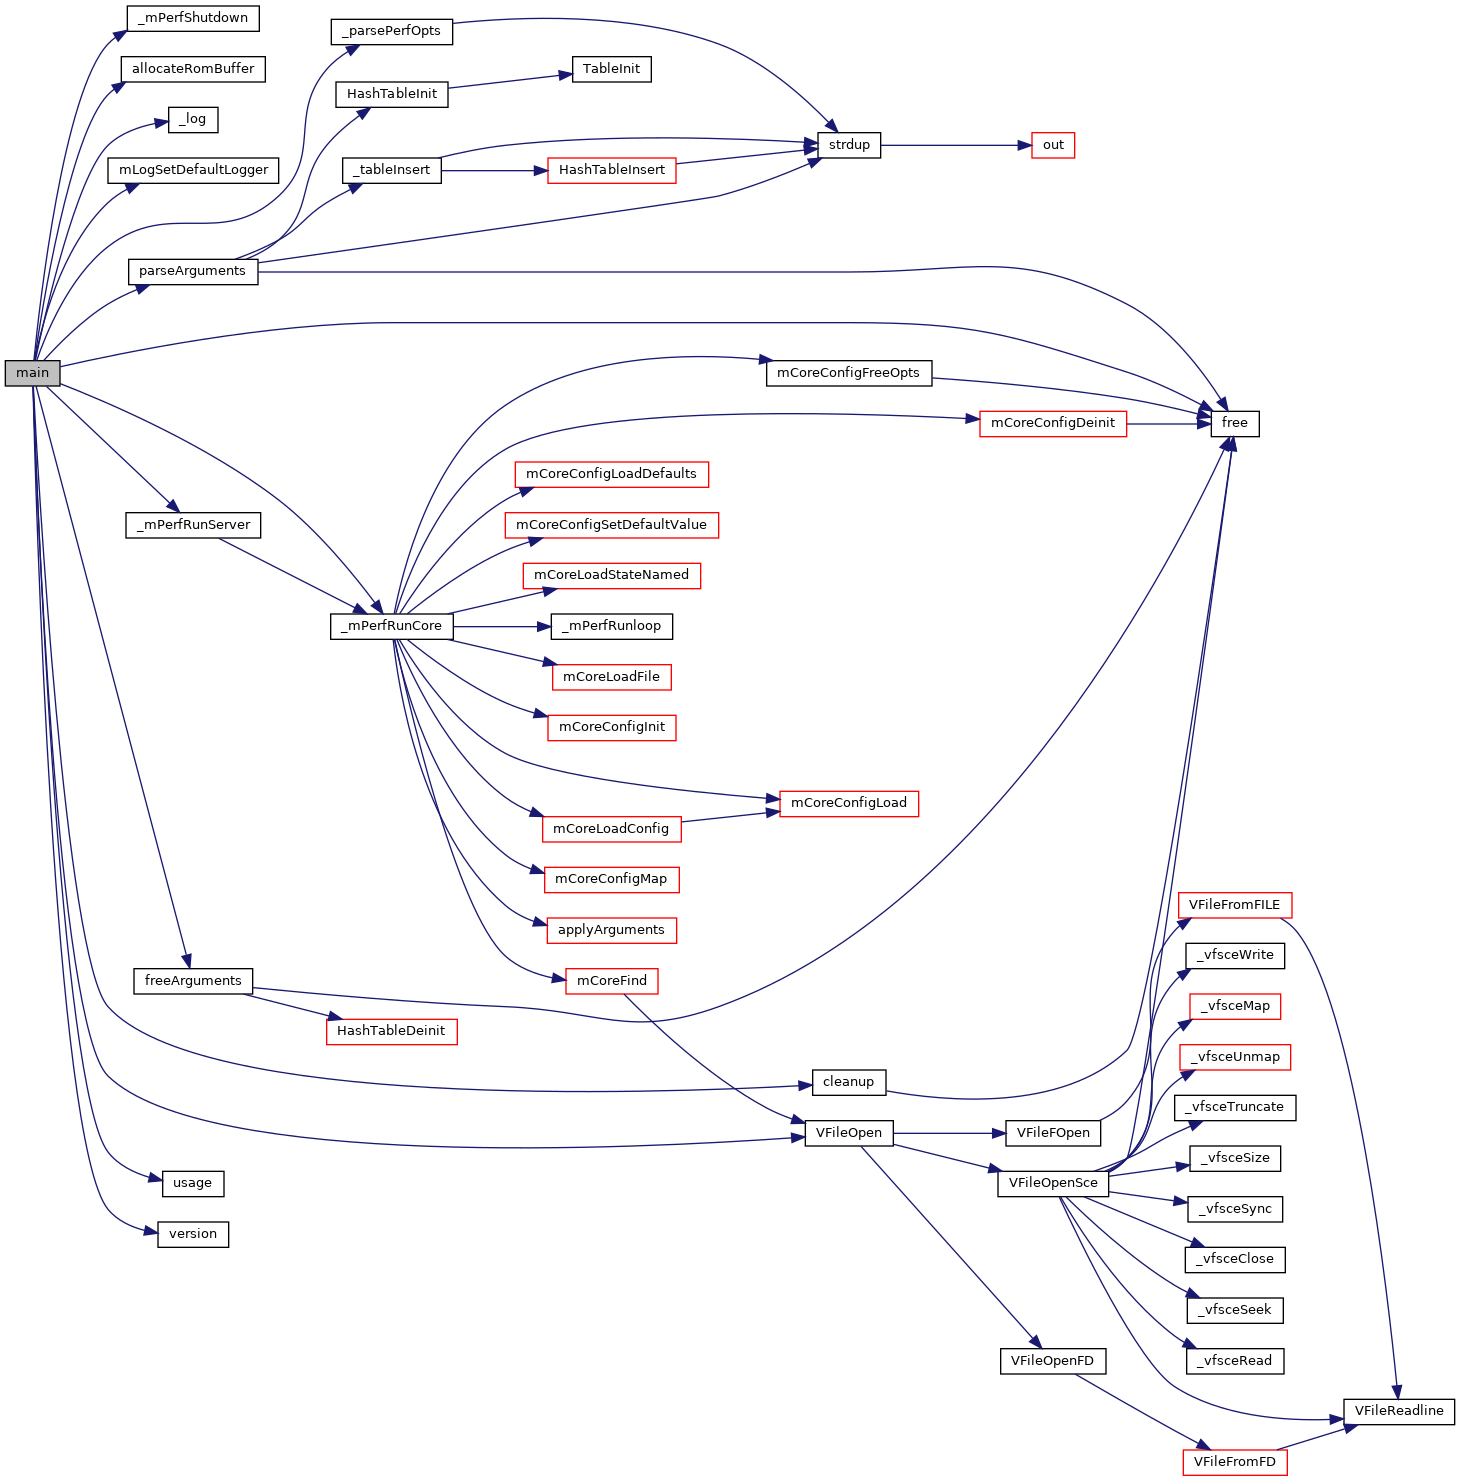 _mPerfShutdown
_parsePerfOpts
allocateRomBuffer
TableInit
HashTableInit
_log
strdup
out
mLogSetDefaultLogger
_tableInsert
HashTableInsert
parseArguments
main
mCoreConfigFreeOpts
mCoreConfigDeinit
free
mCoreConfigLoadDefaults
_mPerfRunServer
mCoreConfigSetDefaultValue
mCoreLoadStateNamed
_mPerfRunCore
_mPerfRunloop
mCoreLoadFile
mCoreConfigInit
mCoreConfigLoad
mCoreLoadConfig
mCoreConfigMap
VFileFromFILE
applyArguments
_vfsceWrite
freeArguments
mCoreFind
_vfsceMap
HashTableDeinit
_vfsceUnmap
cleanup
_vfsceTruncate
VFileOpen
VFileFOpen
_vfsceSize
usage
VFileOpenSce
_vfsceSync
version
_vfsceClose
_vfsceSeek
VFileOpenFD
_vfsceRead
VFileReadline
VFileFromFD